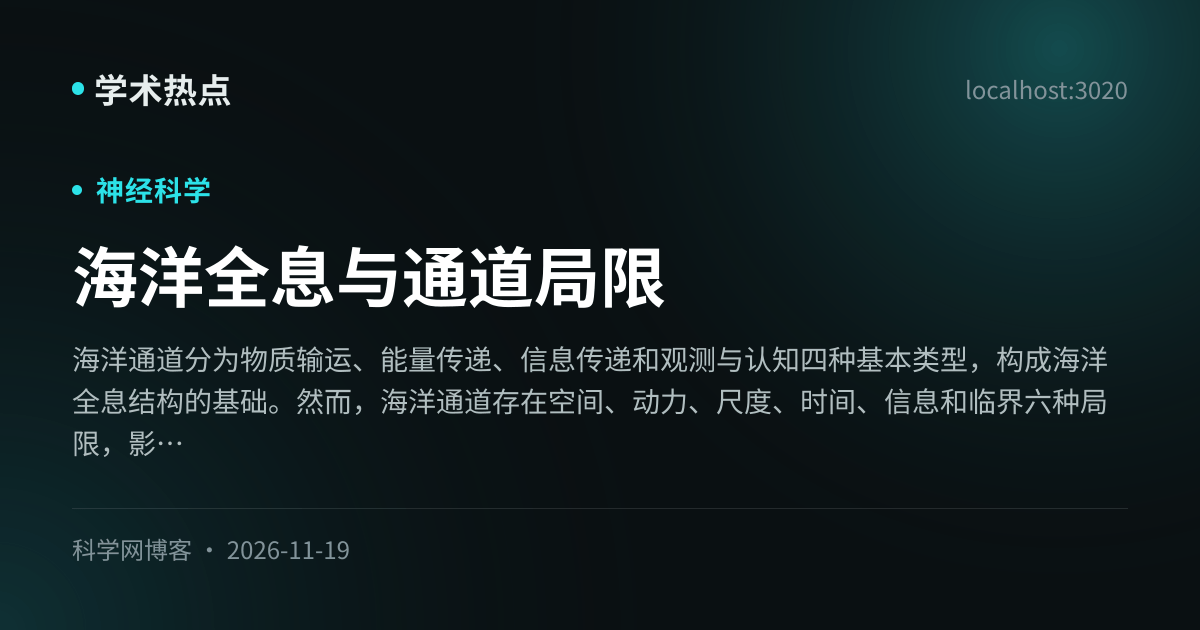 学术热点
localhost:3020
神经科学
海洋全息与通道局限
海洋通道分为物质输运、能量传递、信息传递和观测与认知四种基本类型，构成海洋
全息结构的基础。然而，海洋通道存在空间、动力、尺度、时间、信息和临界六种局
限，影…
科学网博客 · 2026-11-19